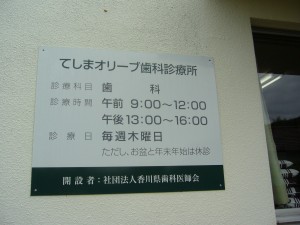 てしまオリーブ歯科診療所
診療科目 歯 科
診療時間 午前 9:00～12:00
午後 13:00～16:00
診療日 毎週木曜日
ただし、お盆と年末年始は休診
開設者：社団法人香川県歯科医師会